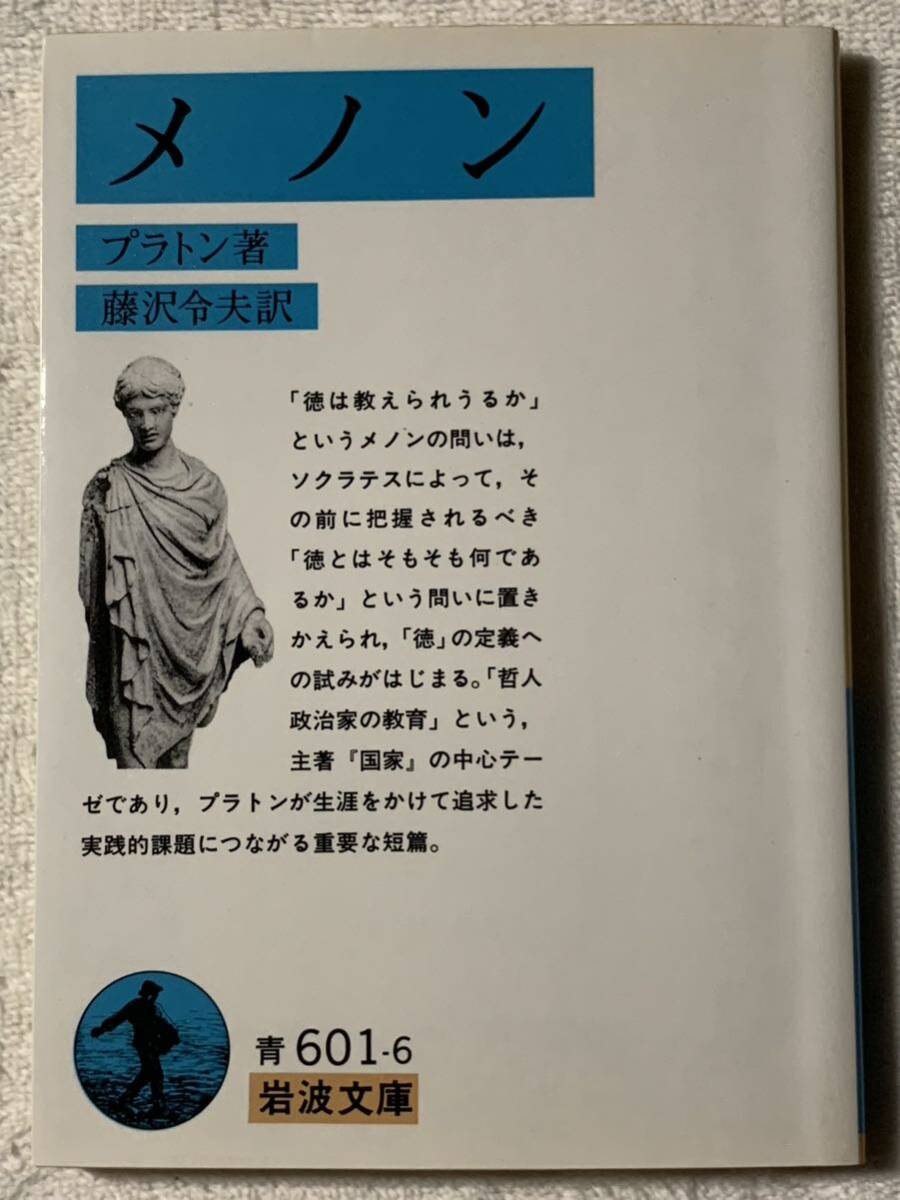 メノン
プラトン著
藤沢令夫訳
「徳は教えられうるか」
というメノンの問いは，
ソクラテスによって，そ
の前に把握されるべき
「徳とはそもそも何であ
るか」という問いに置き
かえられ，「徳」の定義へ
の試みがはじまる。「哲人
政治家の教育」という，
主著『国家』の中心テー
ゼであり，プラトンが生涯をかけて追求した
実践的課題につながる重要な短篇。
青 601-6
岩波文庫